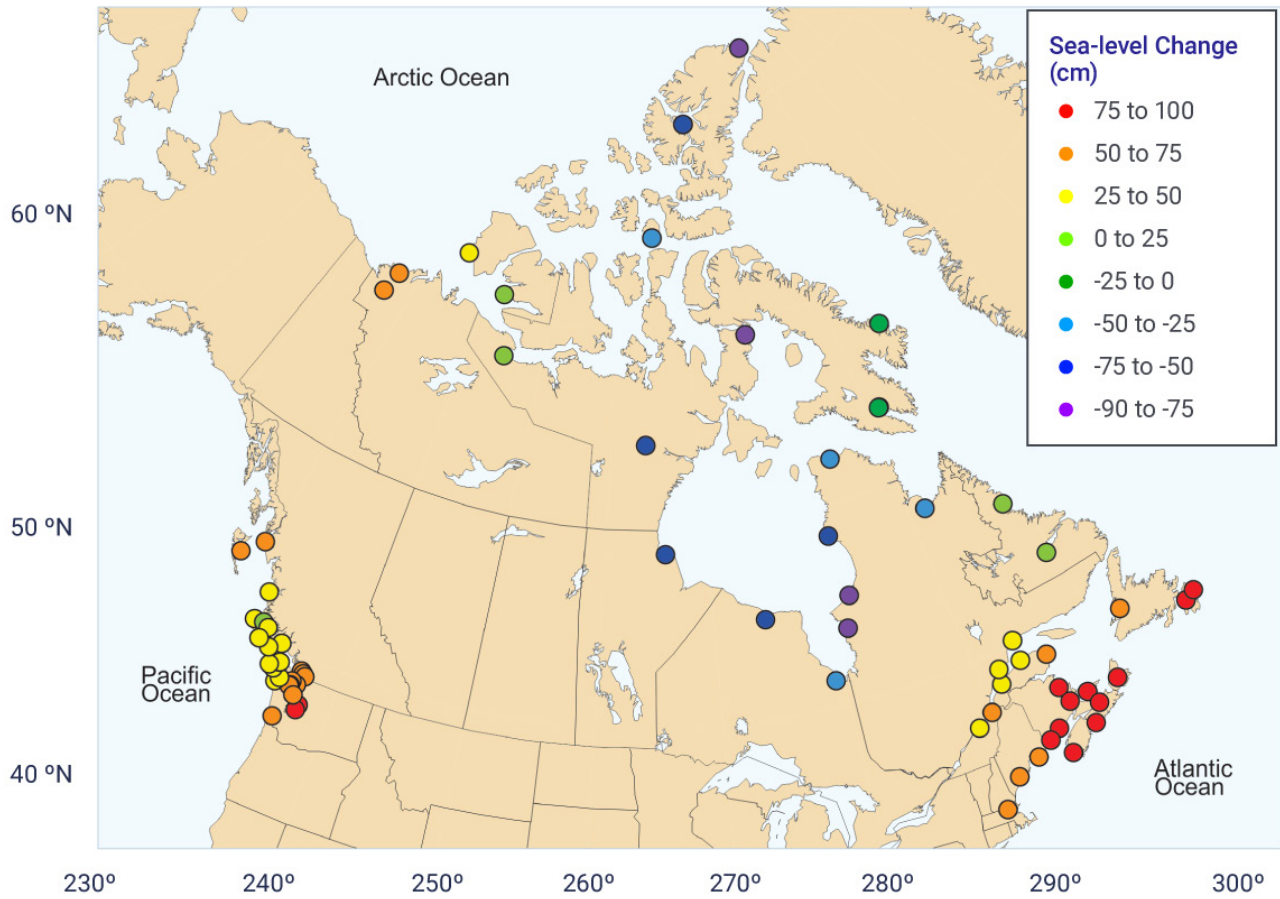 Sea-level Change
(cm)
75 to 100
50 to 75
25 to 50
0 to 25
-25 to 0
-50 to -25
-75 to -50
-90 to -75
Arctic Ocean
Pacific
Ocean
Atlantic
Ocean
60 ºN
50 ºN
40 ºN
230º 240º 250º 260º 270º 280º 290º 300º